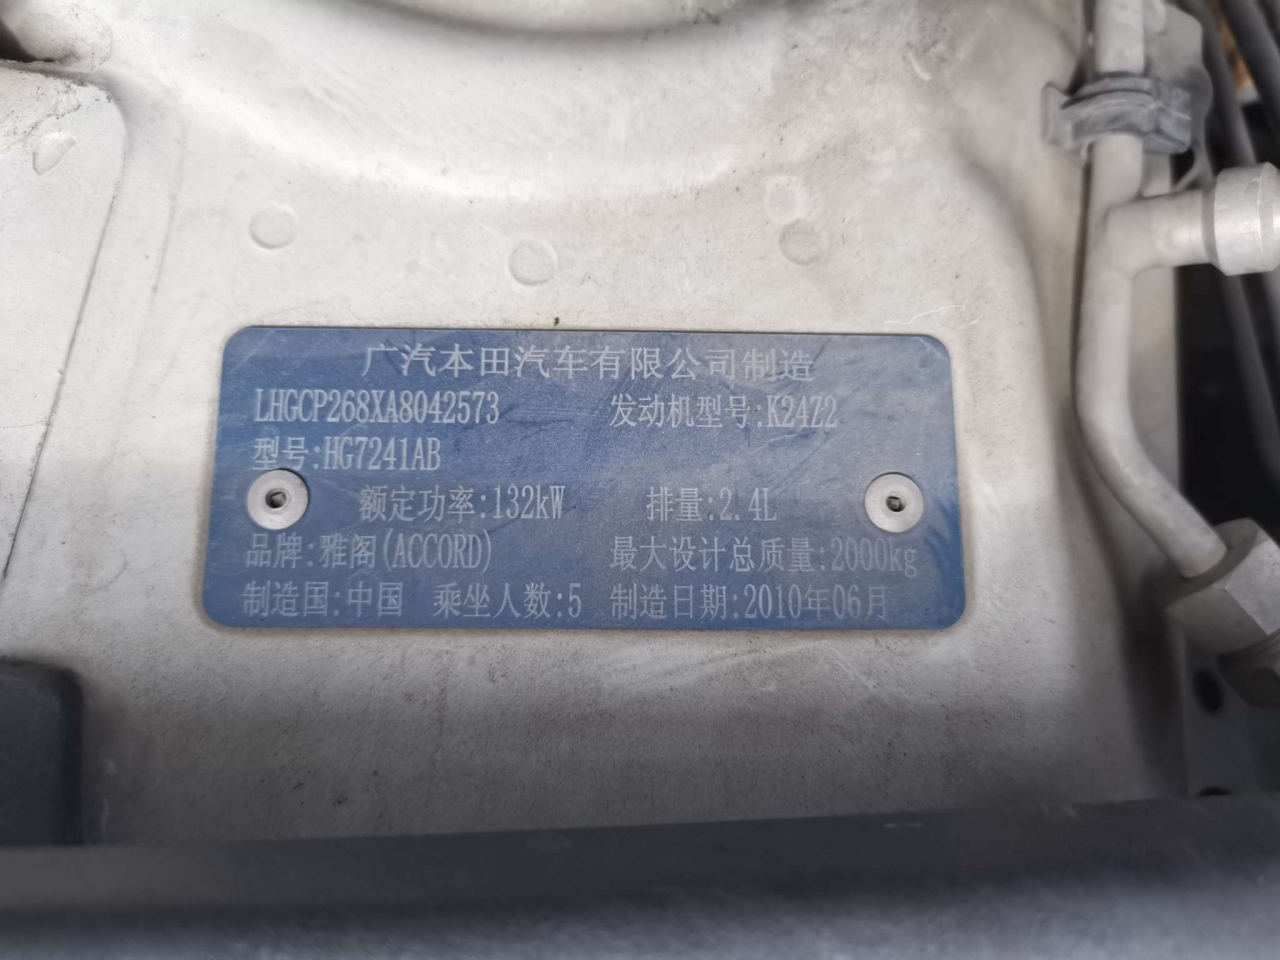 广汽本田汽车有限公司制造
LHGCP268XA8042573 发动机型号:K24Z2
型号:HG7241AB
额定功率:132kW 排量:2.4L
品牌:雅阁(ACCORD) 最大设计总质量:2000kg
制造国:中国 乘坐人数:5 制造日期:2010年06月